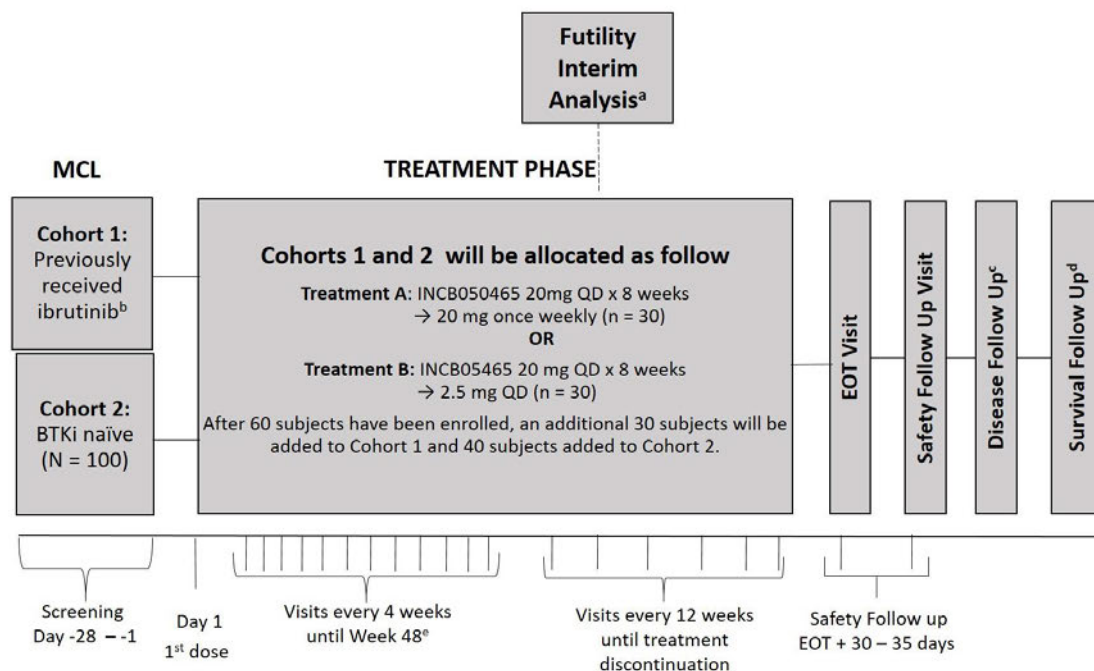 Futility
Interim
Analysisᵃ
MCL
TREATMENT PHASE
Cohort 1:
Previously
received
ibrutinibᵇ
Cohort 2:
BTKi naïve
(N = 100)
Cohorts 1 and 2 will be allocated as follow
Treatment A: INCB050465 20mg QD x 8 weeks
→ 20 mg once weekly (n = 30)
OR
Treatment B: INCB05465 20 mg QD x 8 weeks
→ 2.5 mg QD (n = 30)
After 60 subjects have been enrolled, an additional 30 subjects will be
added to Cohort 1 and 40 subjects added to Cohort 2.
EOT Visit
Safety Follow Up Visit
Disease Follow Upᶜ
Survival Follow Upᵈ
Screening
Day -28 – -1
Day 1
1ˢᵗ dose
Visits every 4 weeks
until Week 48ᵉ
Visits every 12 weeks
until treatment
discontinuation
Safety Follow up
EOT + 30 – 35 days